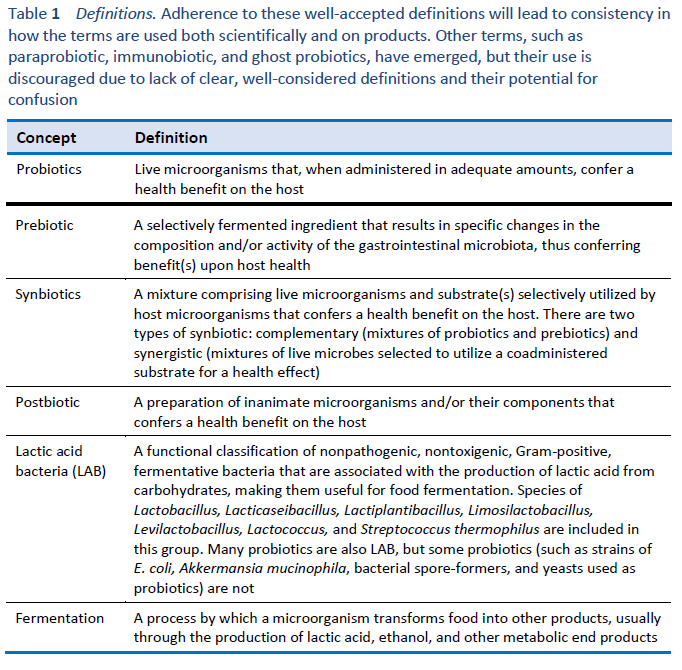 Table 1 Definitions. Adherence to these well-accepted definitions will lead to consistency in
how the terms are used both scientifically and on products. Other terms, such as
paraprobiotic, immunobiotic, and ghost probiotics, have emerged, but their use is
discouraged due to lack of clear, well-considered definitions and their potential for
confusion
Concept Definition
Probiotics Live microorganisms that, when administered in adequate amounts, confer a
health benefit on the host
Prebiotic A selectively fermented ingredient that results in specific changes in the
composition and/or activity of the gastrointestinal microbiota, thus conferring
benefit(s) upon host health
Synbiotics A mixture comprising live microorganisms and substrate(s) selectively utilized by
host microorganisms that confers a health benefit on the host. There are two
types of synbiotic: complementary (mixtures of probiotics and prebiotics) and
synergistic (mixtures of live microbes selected to utilize a coadministered
substrate for a health effect)
Postbiotic A preparation of inanimate microorganisms and/or their components that
confers a health benefit on the host
Lactic acid A functional classification of nonpathogenic, nontoxigenic, Gram-positive,
bacteria (LAB) fermentative bacteria that are associated with the production of lactic acid from
carbohydrates, making them useful for food fermentation. Species of
Lactobacillus, Lacticaseibacillus, Lactiplantibacillus, Limosilactobacillus,
Levilactobacillus, Lactococcus, and Streptococcus thermophilus are included in
this group. Many probiotics are also LAB, but some probiotics (such as strains of
E. coli, Akkermansia mucinophila, bacterial spore-formers, and yeasts used as
probiotics) are not
Fermentation A process by which a microorganism transforms food into other products, usually
through the production of lactic acid, ethanol, and other metabolic end products